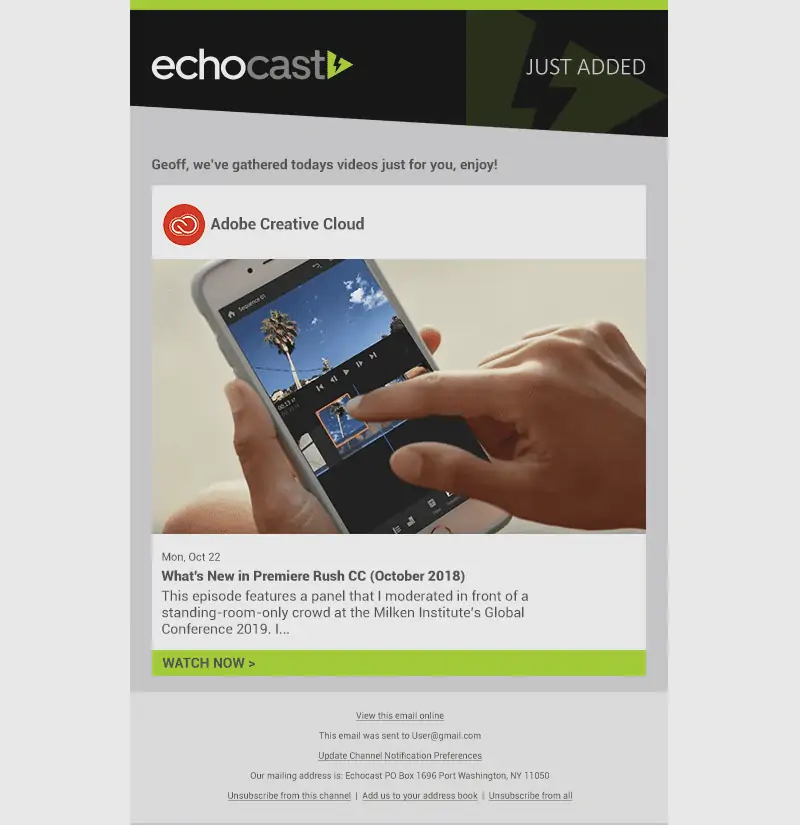 echocast
JUST ADDED
Geoff, we've gathered todays videos just for you, enjoy!
Adobe Creative Cloud
Sequence 01
Mon, Oct 22
What's New in Premiere Rush CC (October 2018)
This episode features a panel that I moderated in front of a
standing-room-only crowd at the Milken Institute's Global
Conference 2019. I...
WATCH NOW >
View this email online
This email was sent to User@gmail.com
Update Channel Notification Preferences
Our mailing address is: Echocast PO Box 1696 Port Washington, NY 11050
Unsubscribe from this channel | Add us to your address book | Unsubscribe from all